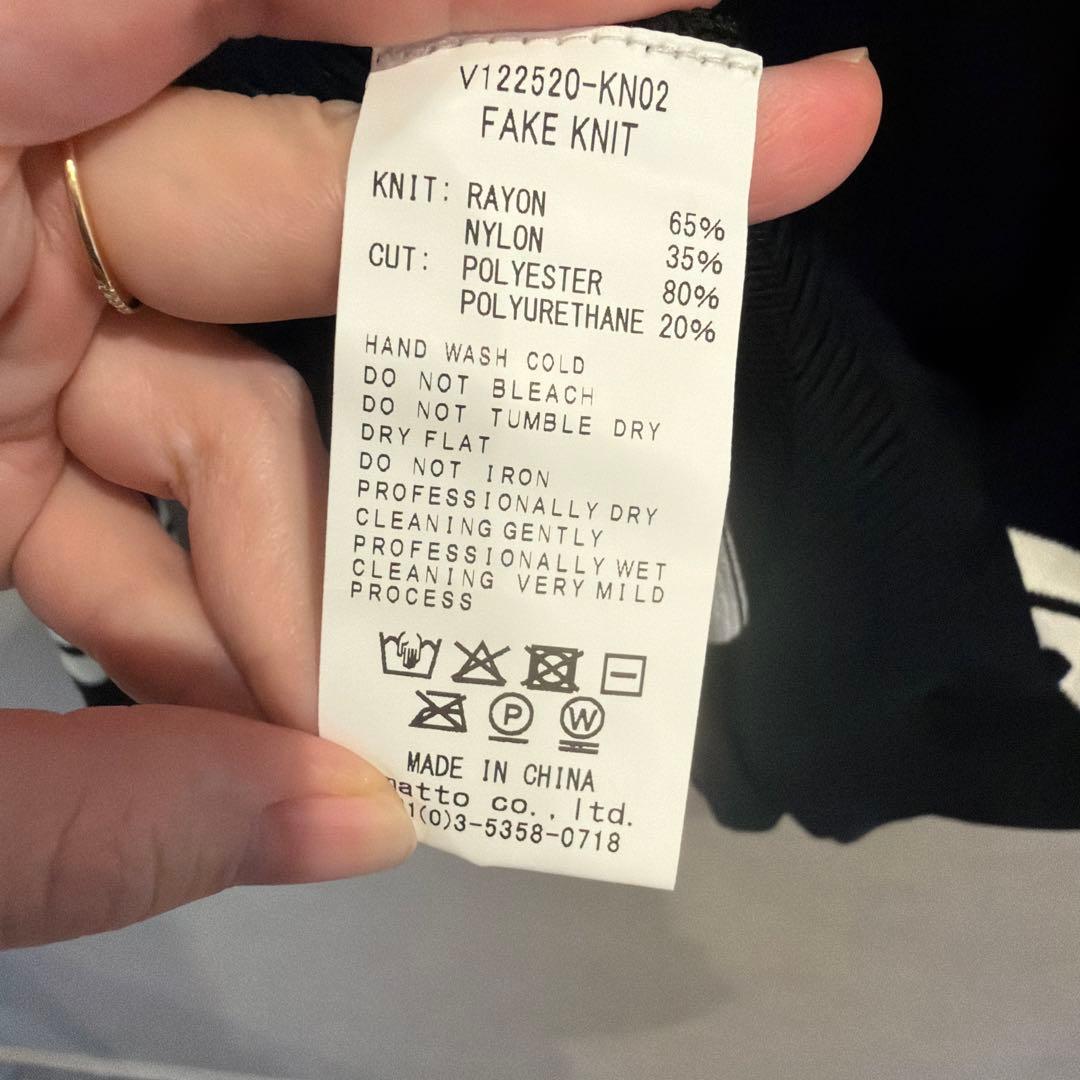 V122520-KN02
FAKE KNIT
KNIT: RAYON 65%
NYLON 35%
CUT: POLYESTER 80%
POLYURETHANE 20%
HAND WASH COLD
DO NOT BLEACH
DO NOT TUMBLE DRY
DRY FLAT
DO NOT IRON
PROFESSIONALLY DRY
CLEANING GENTLY
PROFESSIONALLY WET
CLEANING VERY MILD
PROCESS
P W
MADE IN CHINA
co., ltd.
(0)3-5358-0718